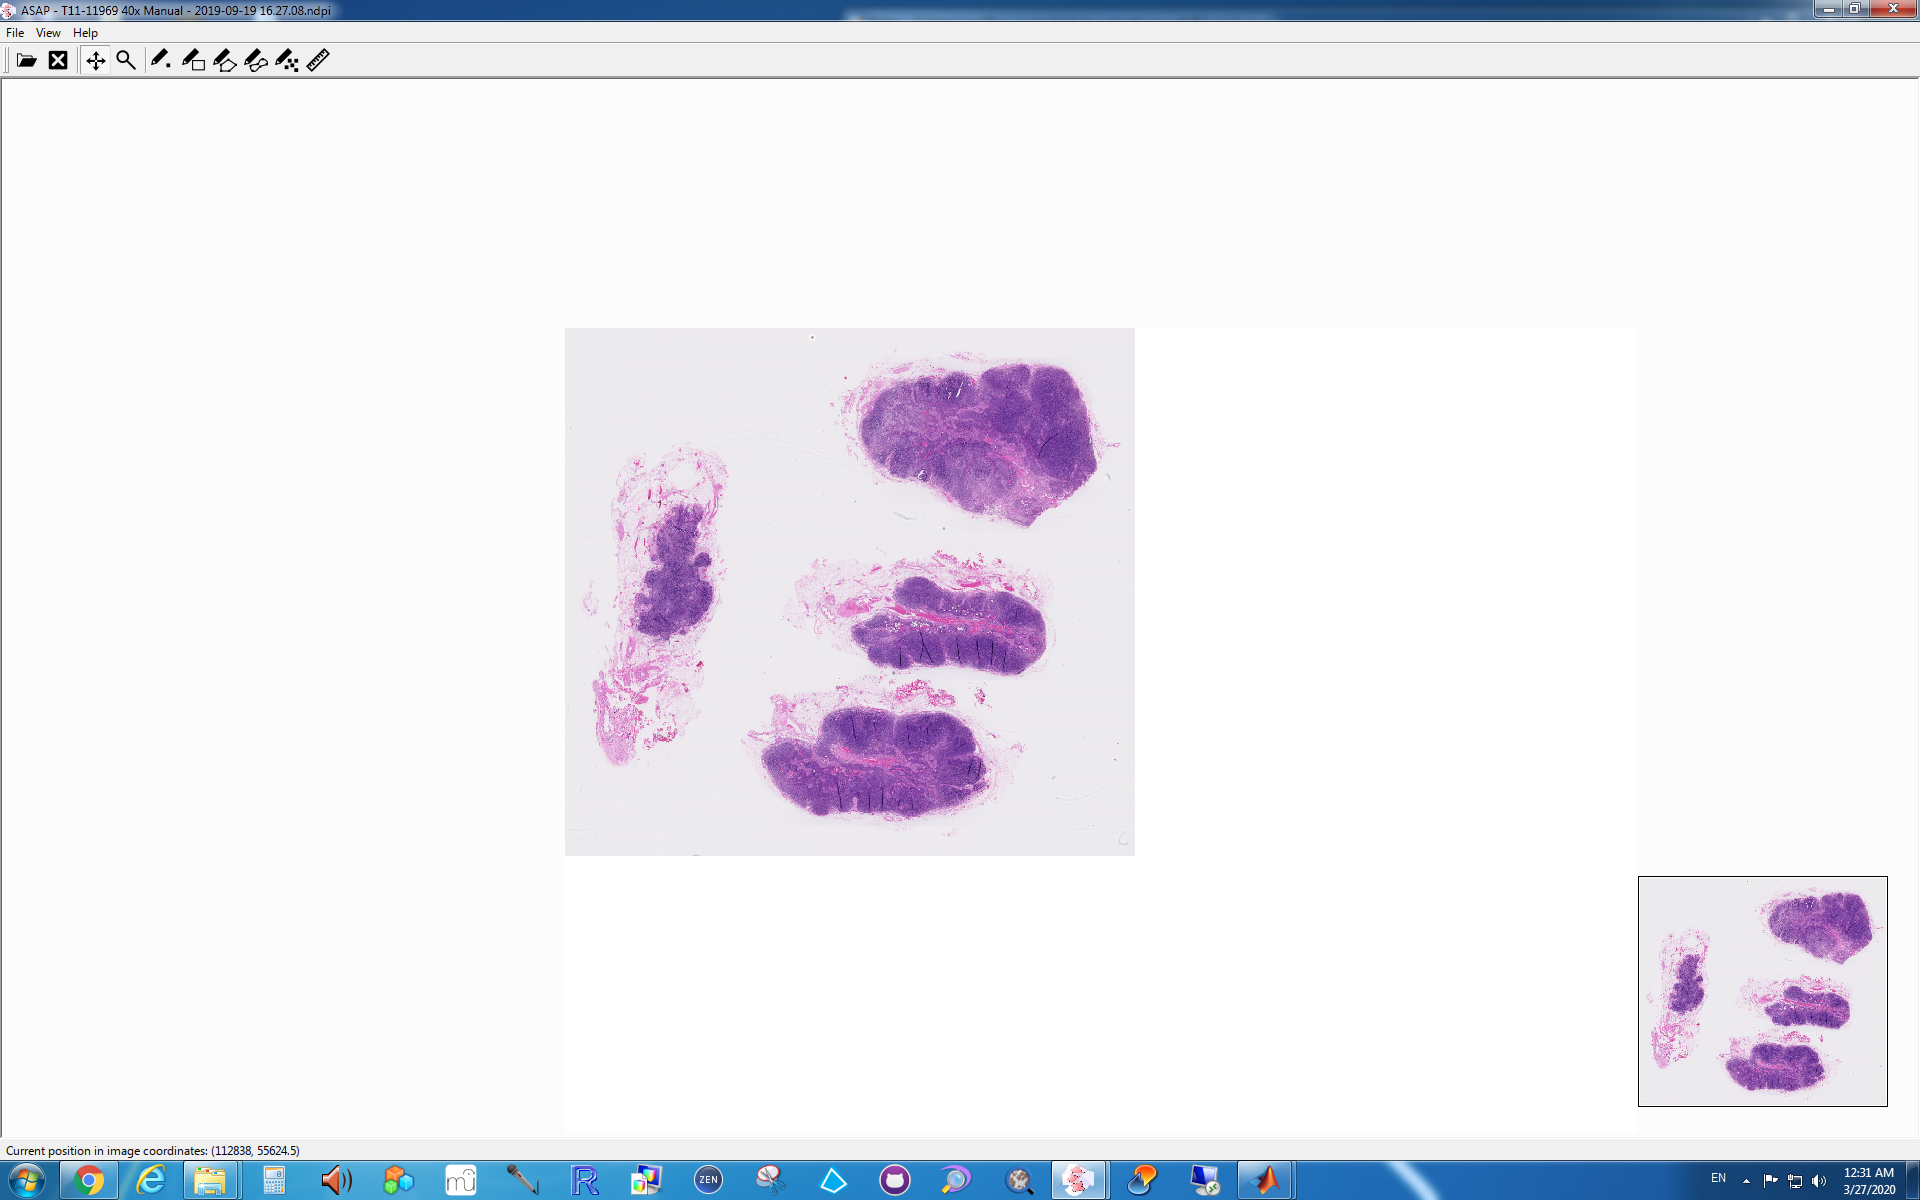 ASAP - T11-11969 40x Manual - 2019-09-19 16.27.08.ndpi
File View Help
Current position in image coordinates: (112838, 55624.5)
mi
R
ZEN
EN
12:31 AM
3/27/2020